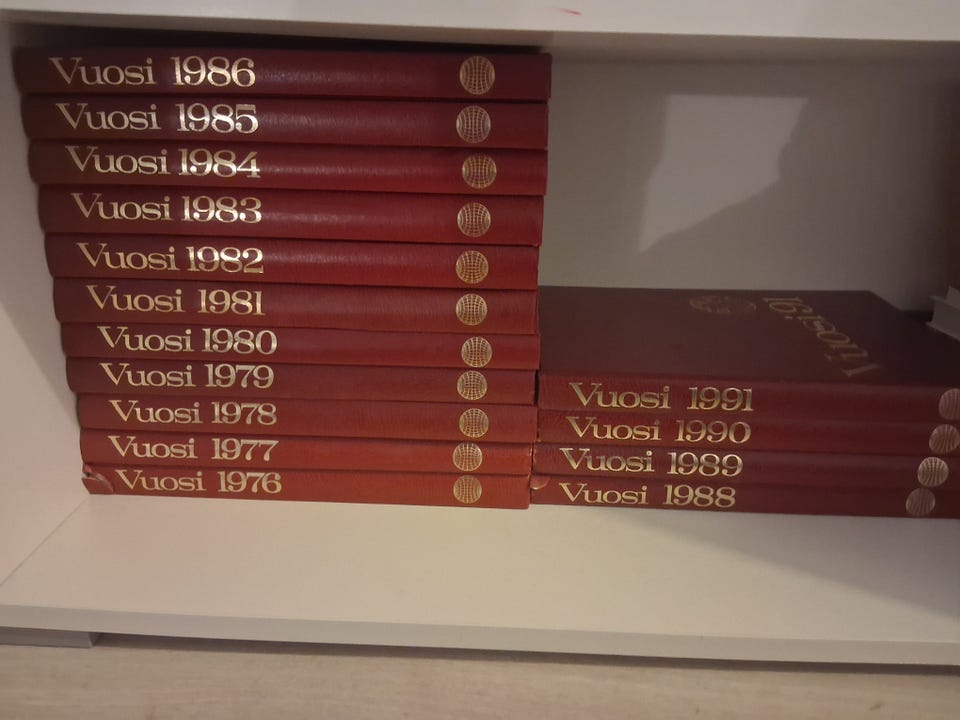 Vuosi 1986
Vuosi 1985
Vuosi 1984
Vuosi 1983
Vuosi 1982
Vuosi 1981
Vuosi 1980
Vuosi 1979
Vuosi 1978
Vuosi 1977
Vuosi 1976
Vuosi 1991
Vuosi 1990
Vuosi 1989
Vuosi 1988
Vuosi